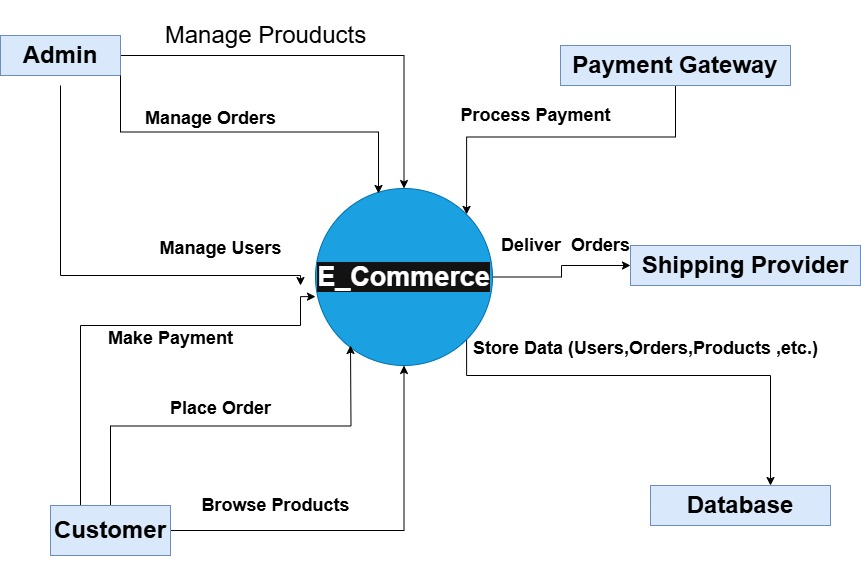 Manage Prouducts
Admin
Payment Gateway
Manage Orders
Process Payment
Manage Users
Deliver  Orders
E_Commerce
Shipping Provider
Make Payment
Store Data (Users,Orders,Products ,etc.)
Place Order
Browse Products
Database
Customer